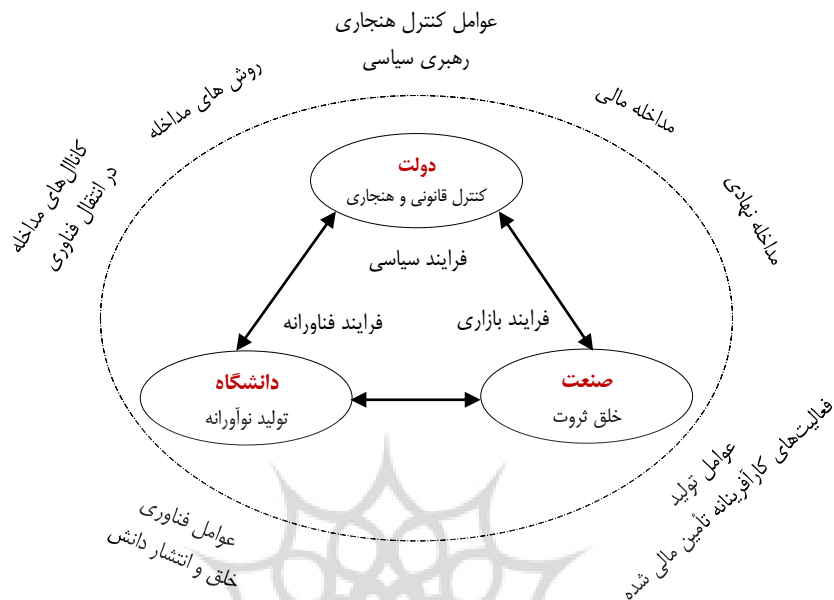 عوامل کنترل هنجاری
رهبری سیاسی
روش های مداخله
مداخله مالی
کاناال‌های مداخله
در انتقال فناوری
مداخله نهادی
دولت
کنترل قانونی و هنجاری
فرایند سیاسی
فرایند بازاری
فرایند فناورانه
صنعت
خلق ثروت
دانشگاه
تولید نوآورانه
عوامل تولید
فعالیت‌های کارآفرینانه تأمین مالی شده
عوامل فناوری
خلق و انتشار دانش